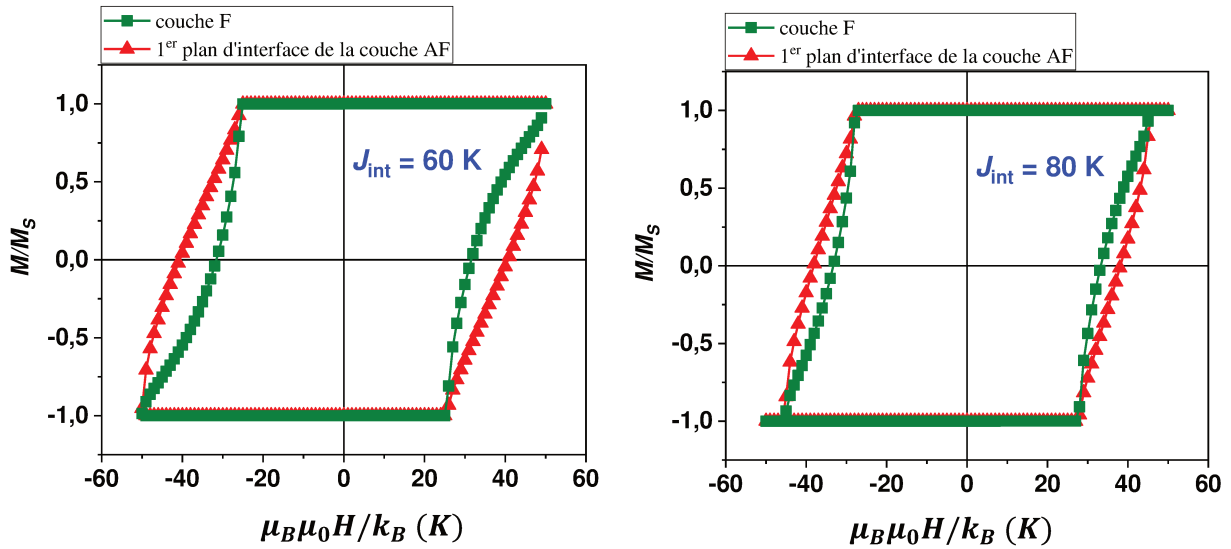 couche F
1er plan d'interface de la couche AF
1,0
0,5
0,0
-0,5
-1,0
M/MS
Jint = 60 K
-60 -40 -20 0 20 40 60
μBμ0H/kB (K)
couche F
1er plan d'interface de la couche AF
1,0
0,5
0,0
-0,5
-1,0
M/MS
Jint = 80 K
-60 -40 -20 0 20 40 60
μBμ0H/kB (K)